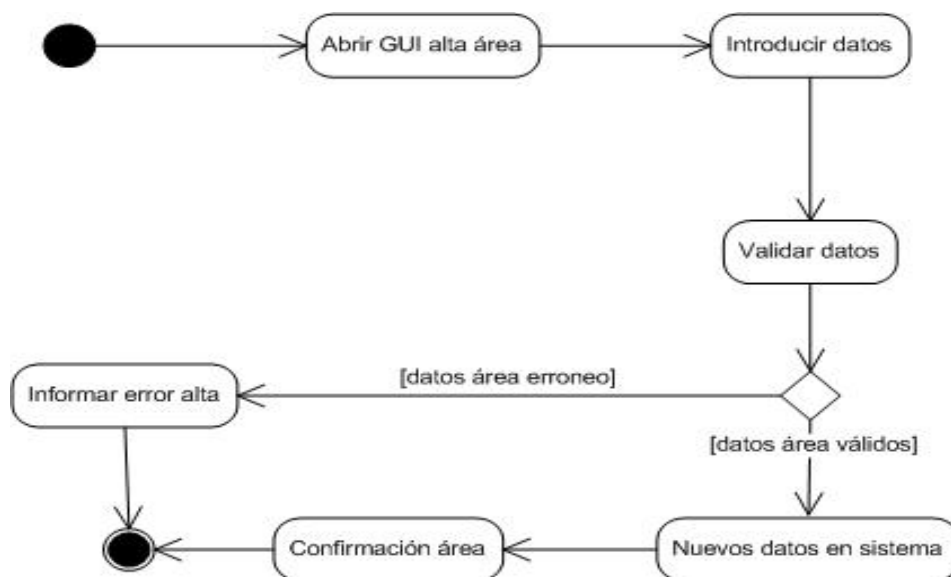 Abrir GUI alta área
Introducir datos
Validar datos
[datos área erroneo]
Informar error alta
[datos área válidos]
Confirmación área
Nuevos datos en sistema